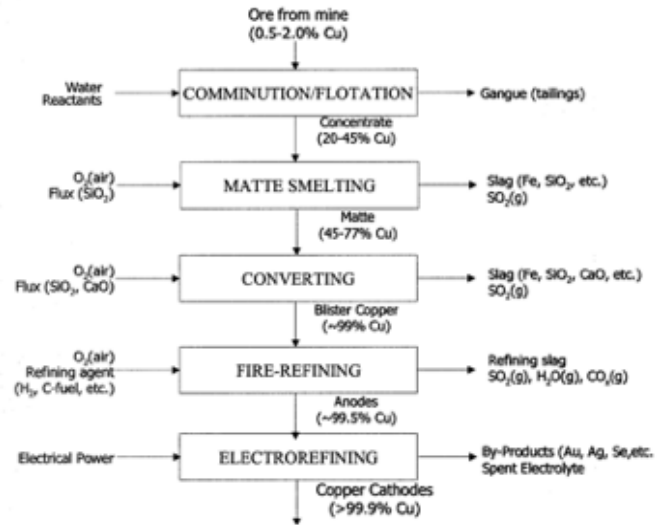 Ore from mine
(0.5-2.0% Cu)
Water
Reactants
COMMINUTION/FLOTATION
Gangue (tailings)
Concentrate
(20-45% Cu)
O₂(air)
Flux (SiO₂)
MATTE SMELTING
Slag (Fe, SiO₂, etc.)
SO₂(g)
Matte
(45-77% Cu)
O₂(air)
Flux (SiO₂, CaO)
CONVERTING
Slag (Fe, SiO₂, CaO, etc.)
SO₂(g)
Blister Copper
(~99% Cu)
O₂(air)
Refining agent
(H₂, C-fuel, etc.)
FIRE-REFINING
Refining slag
SO₂(g), H₂O(g), COₓ(g)
Anodes
(~99.5% Cu)
Electrical Power
ELECTROREFINING
By-Products (Au, Ag, Se,etc.
Spent Electrolyte
Copper Cathodes
(>99.9% Cu)